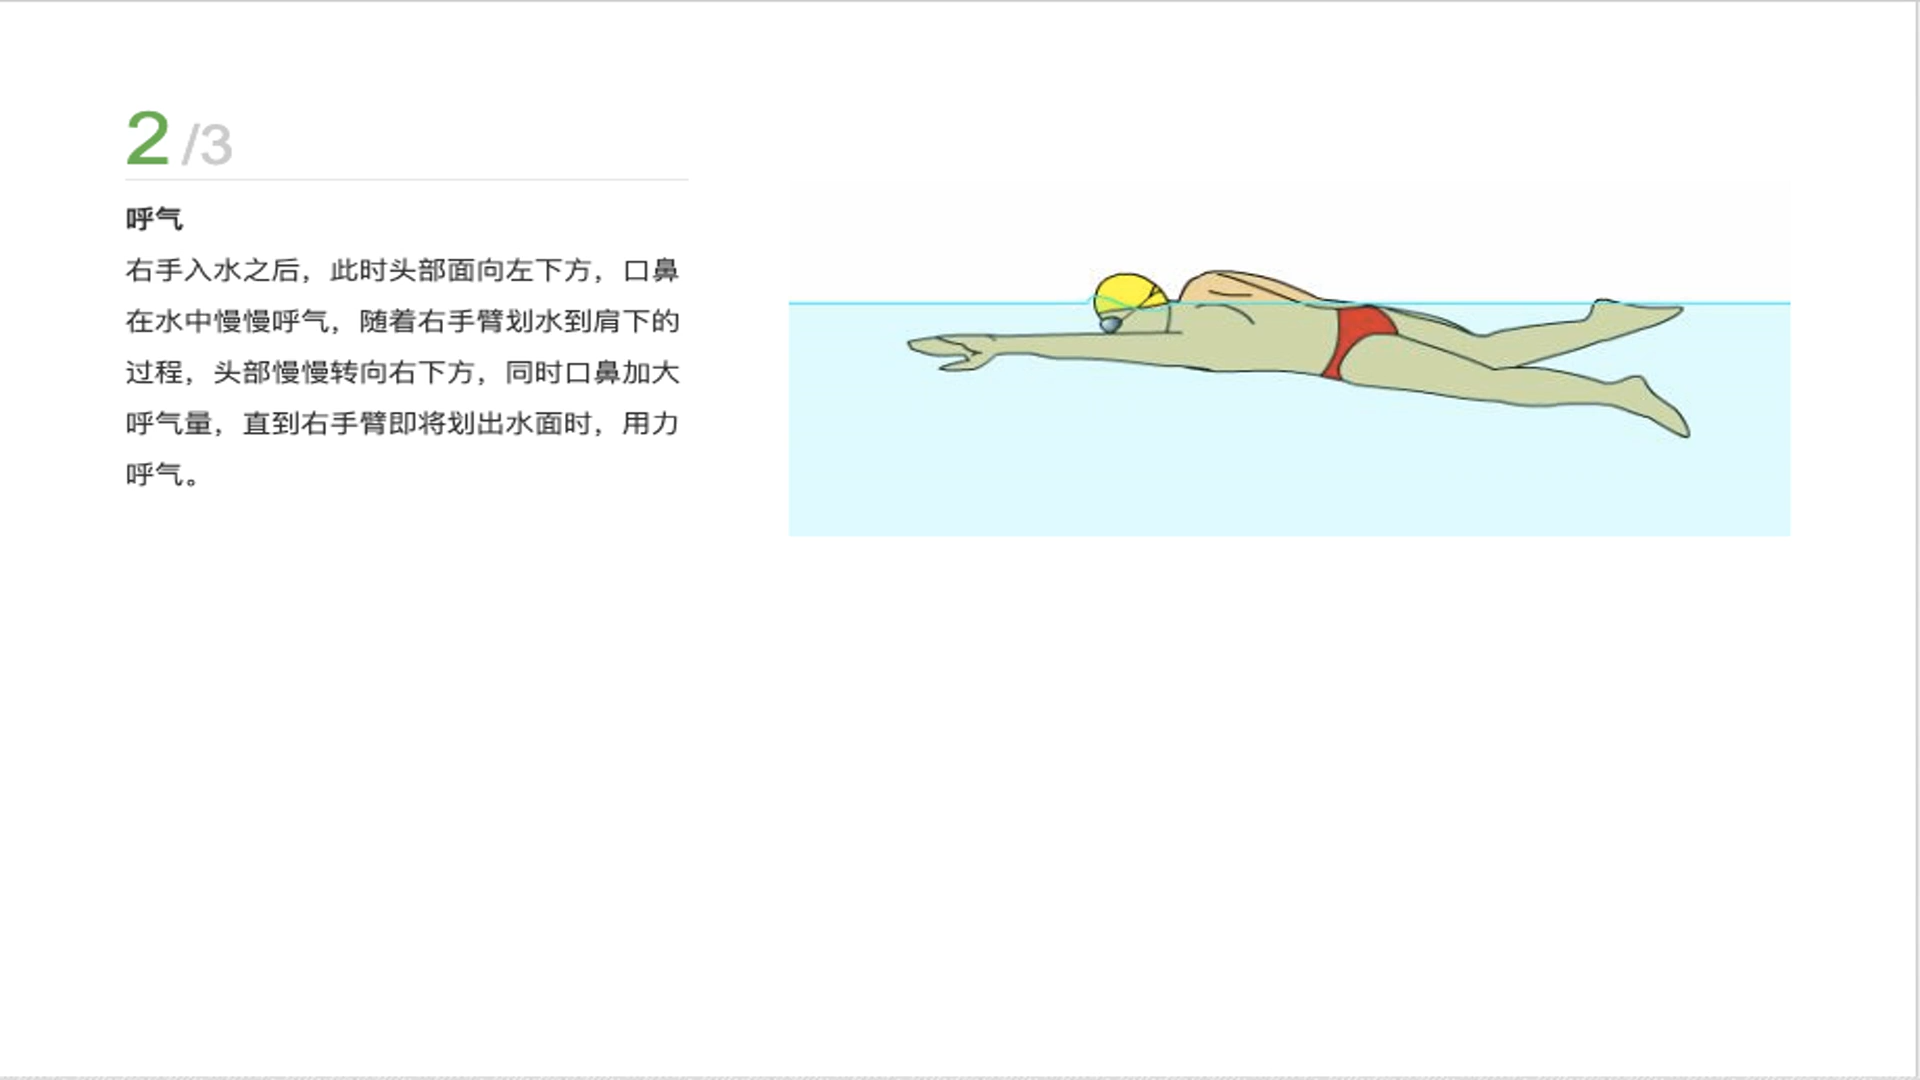 2/3
呼气
右手入水之后，此时头部面向左下方，口鼻
在水中慢慢呼气，随着右手臂划水到肩下的
过程，头部慢慢转向右下方，同时口鼻加大
呼气量，直到右手臂即将划出水面时，用力
呼气。